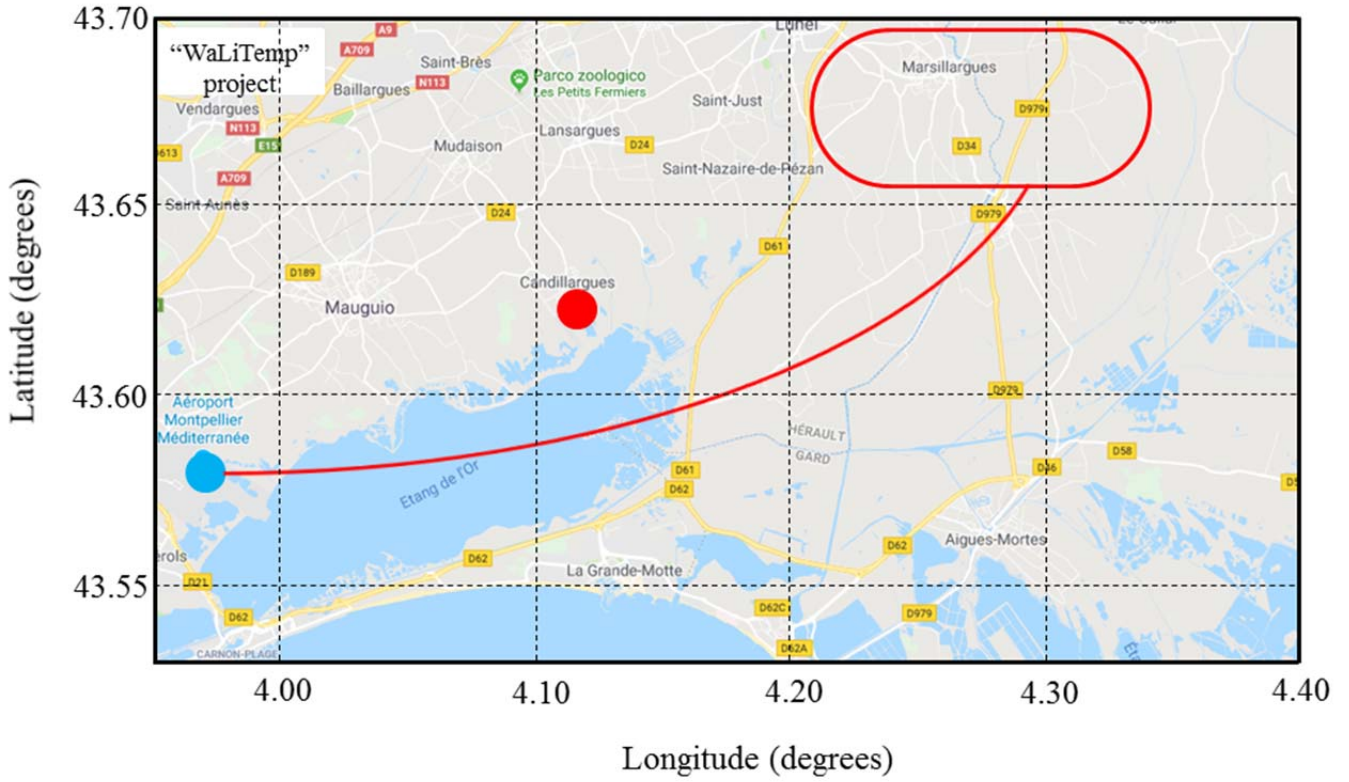 43.70
43.65
43.60
43.55
Latitude (degrees)
“WaLiTemp”
project
A9
A709
Saint-Brès
N113
Baillargues
Vendargues
N113
E15
613
A709
Saint Aunès
Parco zoologico
Les Petits Fermiers
Lansargues
D24
Mudaison
Saint-Just
Saint-Nazaire-de-Pézan
Lunel
Marsillargues
D979
D34
D24
D979
D61
D189
Mauguio
Candillargues
Aéroport
Montpellier
Méditerranée
D979
HÉRAULT
GARD
D58
D46
D61
D62
Etang de l'Or
Aigues-Mortes
D62
D62
La Grande-Motte
erols
D21
D62
D62C
D979
D62A
CARNON-PLAGE
4.00
4.10
4.20
4.30
4.40
Longitude (degrees)